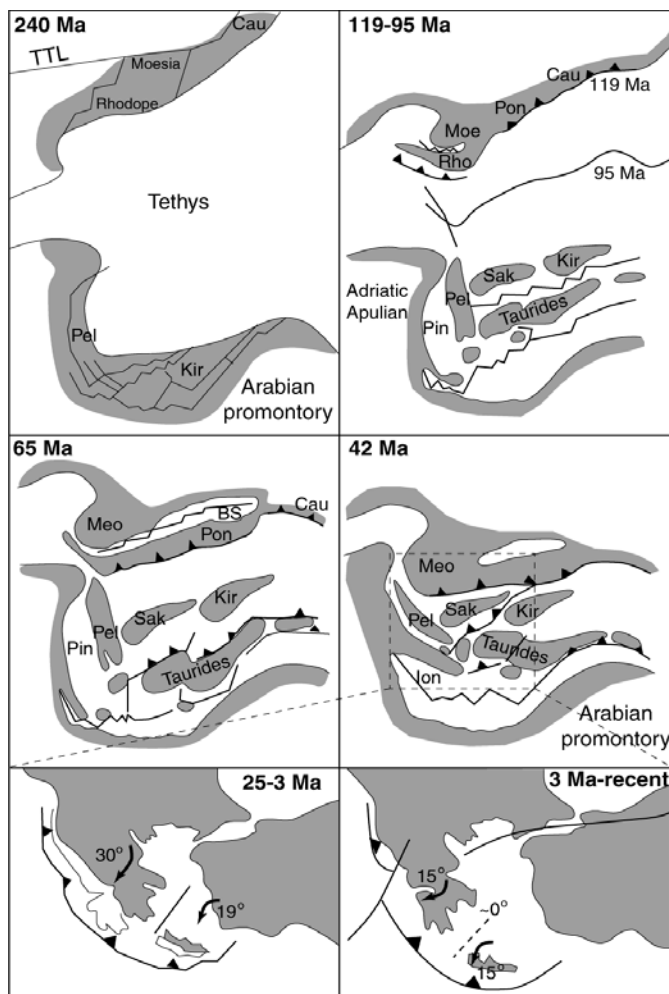 240 Ma
Cau
TTL
Moesia
Rhodope
Tethys
Pel
Kir
Arabian
promontory
119-95 Ma
Cau
119 Ma
Pon
Moe
Rho
95 Ma
Kir
Sak
Pel
Adriatic
Apulian
Taurides
Pin
65 Ma
Cau
BS
Meo
Pon
Kir
Sak
Pel
Pin
Taurides
42 Ma
Meo
Sak
Kir
Pel
Taurides
Ion
Arabian
promontory
25-3 Ma
30°
19°
3 Ma-recent
15°
~0°
15°